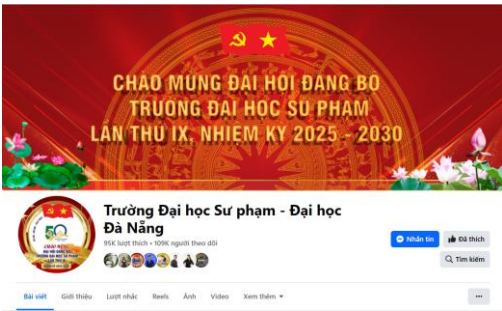 CHÀO MỪNG ĐẠI HỘI ĐẢNG BỘ
TRƯỜNG ĐẠI HỌC SƯ PHẠM
LẦN THỨ IX, NHIỆM KỲ 2025 - 2030
Trường Đại học Sư phạm - Đại học
Đà Nẵng
95K lượt thích • 109K người theo dõi
Nhắn tin
Đã thích
Tìm kiếm
Bài viết
Giới thiệu
Lượt nhắc
Reels
Ảnh
Video
Xem thêm
50